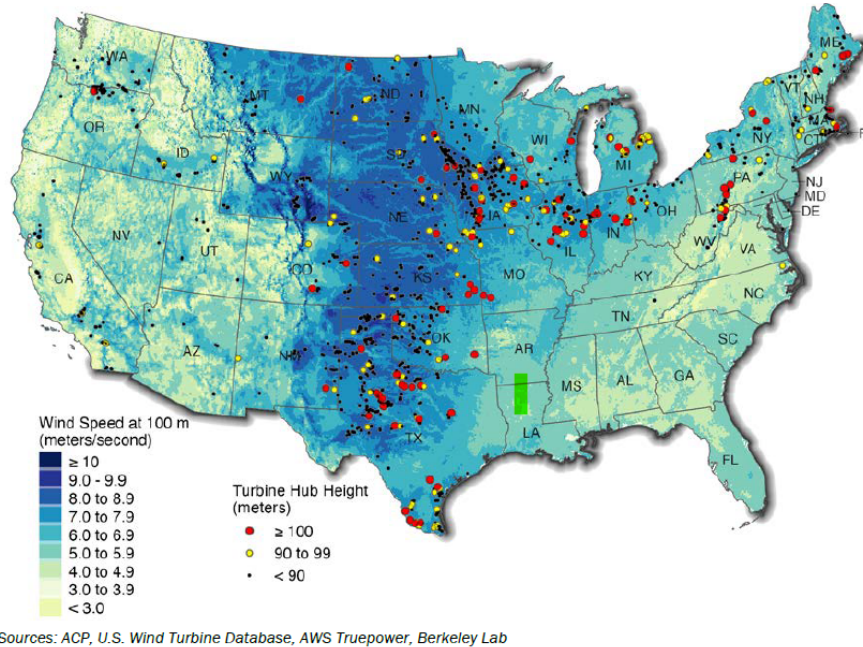 WA
ME
MT
ND
MN
VT
NH
OR
MA
ID
SD
WI
NY
CT
R
WY
MI
PA
IA
NJ
NE
OH
MD
NV
UT
IL
IN
DE
CO
WV
CA
KS
MO
KY
VA
NC
TN
AZ
NM
OK
AR
SC
MS
AL
GA
TX
LA
FL
Wind Speed at 100 m
(meters/second)
≥ 10
9.0 - 9.9
8.0 to 8.9
7.0 to 7.9
6.0 to 6.9
5.0 to 5.9
4.0 to 4.9
3.0 to 3.9
< 3.0
Turbine Hub Height
(meters)
≥ 100
90 to 99
< 90
Sources: ACP, U.S. Wind Turbine Database, AWS Truepower, Berkeley Lab